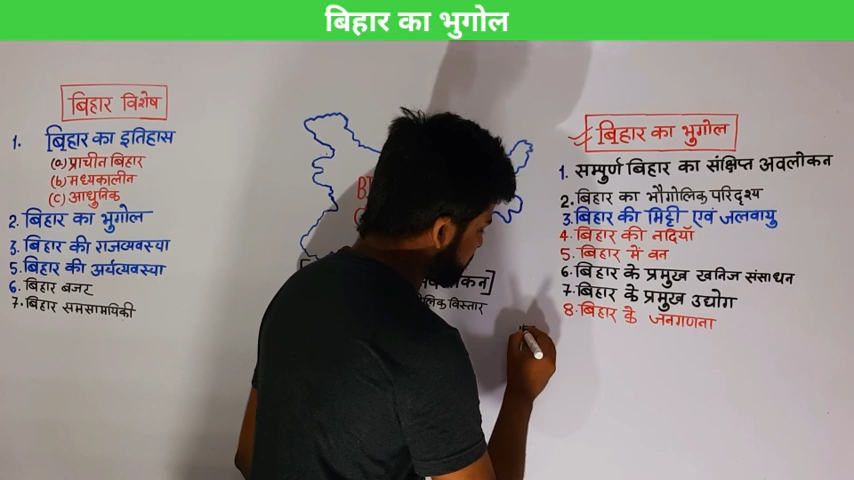 बिहार का भुगोल
बिहार विशेष
1. बिहार का इतिहास
(a) प्राचीन बिहार
(b) मध्यकालीन
(c) आधुनिक
2. बिहार का भुगोल
3. बिहार की राजव्यवस्था
5. बिहार की अर्यव्यवस्था
6. बिहार बजट
7. बिहार समसामयिकी
लिक विस्तार
बिहार का भुगोल
1. सम्पुर्ण बिहार का संक्षिप्त अवलोकन
2. बिहार का भौगोलिक परिदृश्य
3. बिहार की मिट्टी एवं जलवायु
4. बिहार की नदियाँ
5. बिहार में वन
6. बिहार के प्रमुख खनिज संसाधन
7. बिहार के प्रमुख उद्योग
8. बिहार के जनगणना